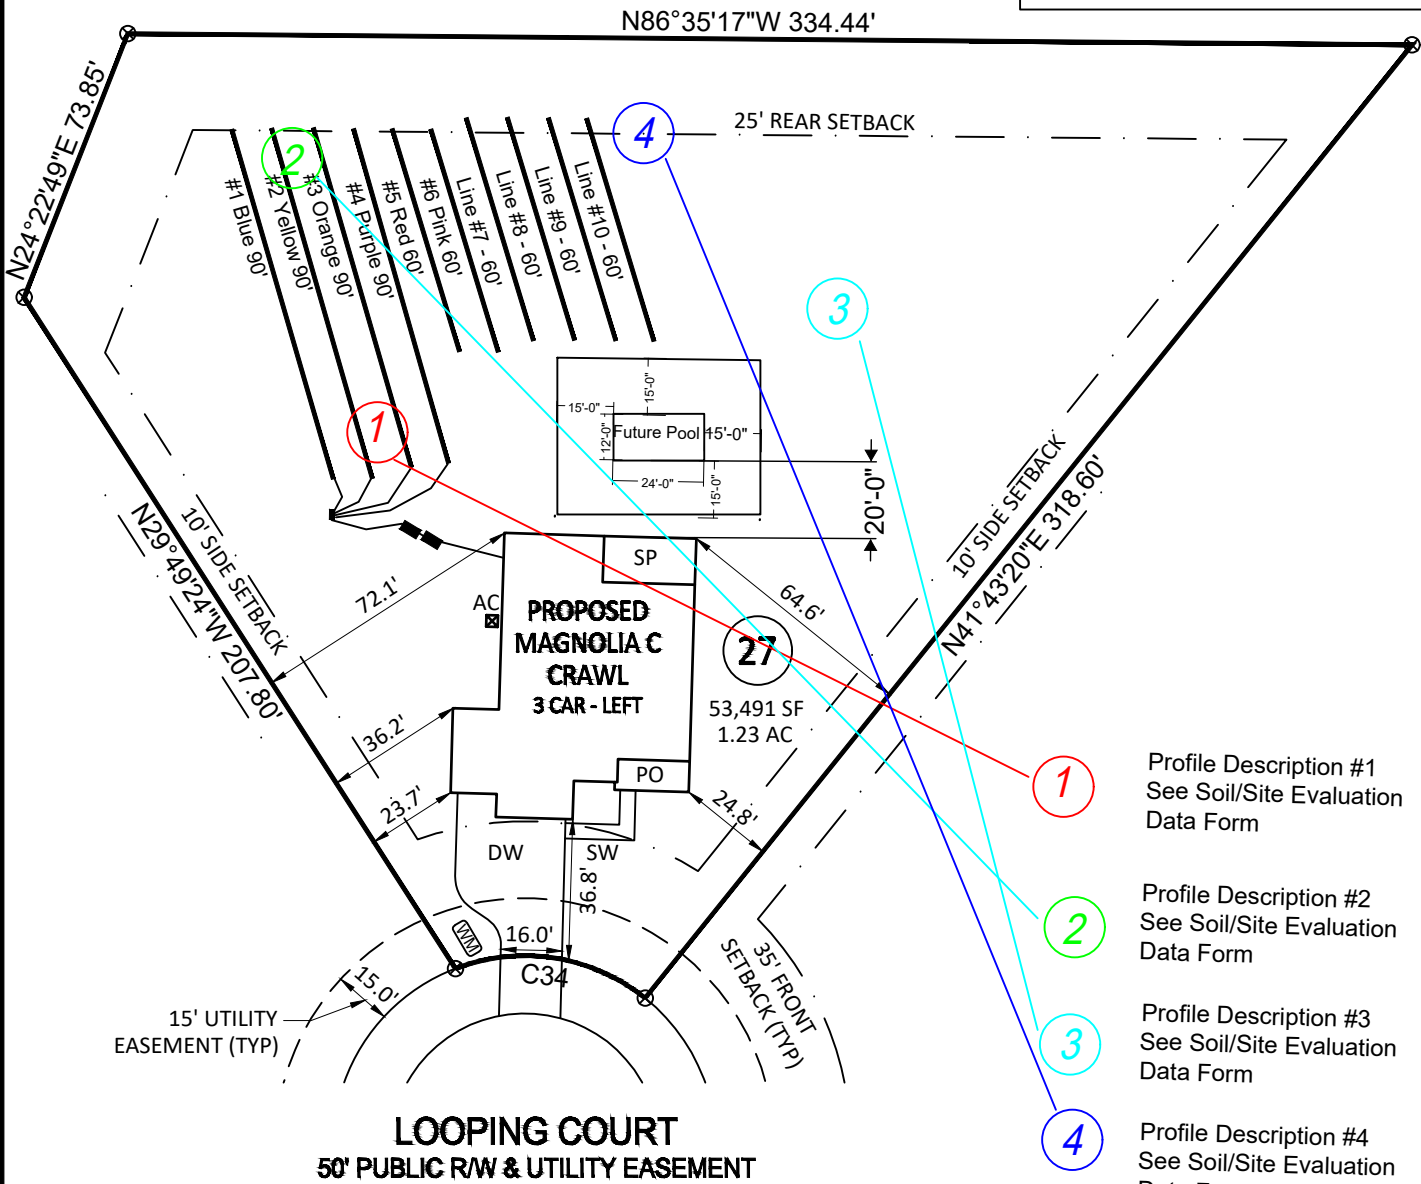 N86°35'17"W 334.44'
N24°22'49"E 73.85'
25' REAR SETBACK
4
2
#1 Blue 90'
#2 Yellow 90'
#3 Orange 90'
#4 Purple 90'
#5 Red 60'
#6 Pink 60'
Line #7 - 60'
Line #8 - 60'
Line #9 - 60'
Line #10 - 60'
3
1
15'-0"
15'-0"
12'-0"
Future Pool
15'-0"
24'-0"
15'-0"
20'-0"
10' SIDE SETBACK
N41°43'20"E 318.60'
10' SIDE SETBACK
N29°49'24"W 207.80'
72.1'
AC
SP
64.6'
PROPOSED
MAGNOLIA C
CRAWL
3 CAR - LEFT
27
53,491 SF
1.23 AC
36.2'
23.7'
PO
24.8'
DW
SW
36.8'
WM
16.0'
C34
15.0'
15' UTILITY
EASEMENT (TYP)
35' FRONT
SETBACK (TYP)
1
Profile Description #1
See Soil/Site Evaluation
Data Form
2
Profile Description #2
See Soil/Site Evaluation
Data Form
3
Profile Description #3
See Soil/Site Evaluation
Data Form
4
Profile Description #4
See Soil/Site Evaluation
LOOPING COURT
50' PUBLIC R/W & UTILITY EASEMENT